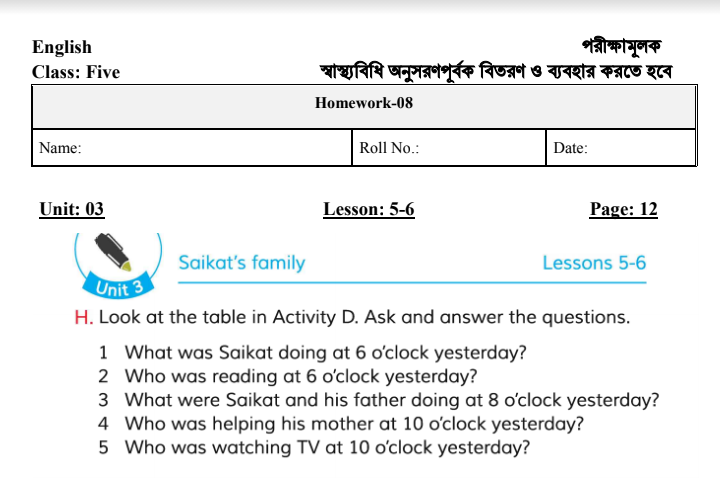 English পরীক্ষামূলক
Class: Five স্বাস্থ্যবিধি অনুসরণপূর্বক বিতরণ ও ব্যবহার করতে হবে
Homework-08
Name: Roll No.: Date:
Unit: 03 Lesson: 5-6 Page: 12
Unit 3 Saikat's family Lessons 5-6
H. Look at the table in Activity D. Ask and answer the questions.
1 What was Saikat doing at 6 o'clock yesterday?
2 Who was reading at 6 o'clock yesterday?
3 What were Saikat and his father doing at 8 o'clock yesterday?
4 Who was helping his mother at 10 o'clock yesterday?
5 Who was watching TV at 10 o'clock yesterday?